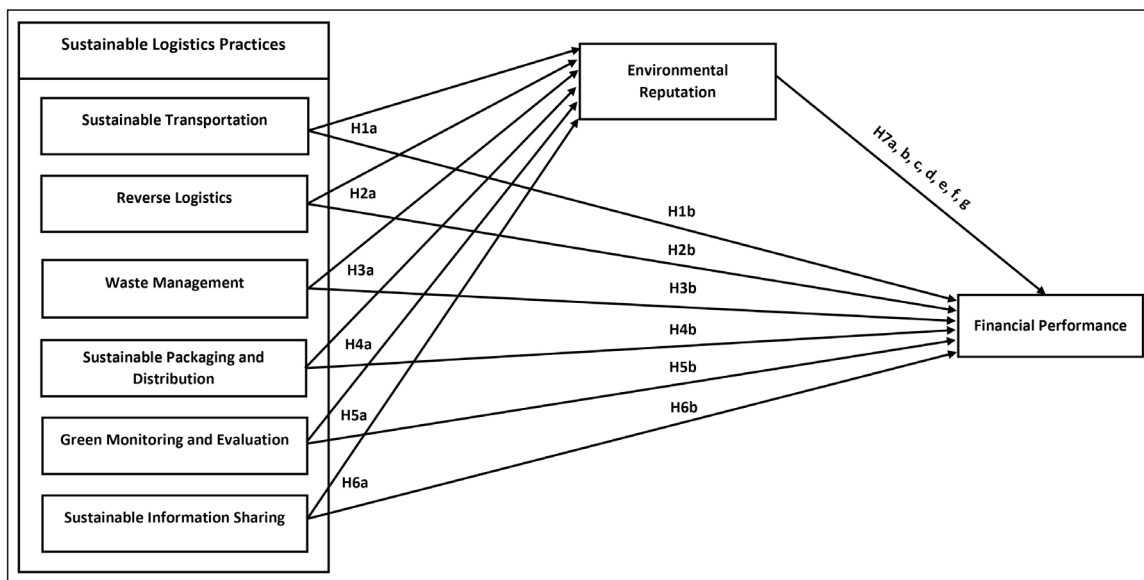 Sustainable Logistics Practices
Sustainable Transportation
Reverse Logistics
Waste Management
Sustainable Packaging and
Distribution
Green Monitoring and Evaluation
Sustainable Information Sharing
H1a
H2a
H3a
H4a
H5a
H6a
Environmental
Reputation
H7a, b, c, d, e, f, g
H1b
H2b
H3b
H4b
H5b
H6b
Financial Performance